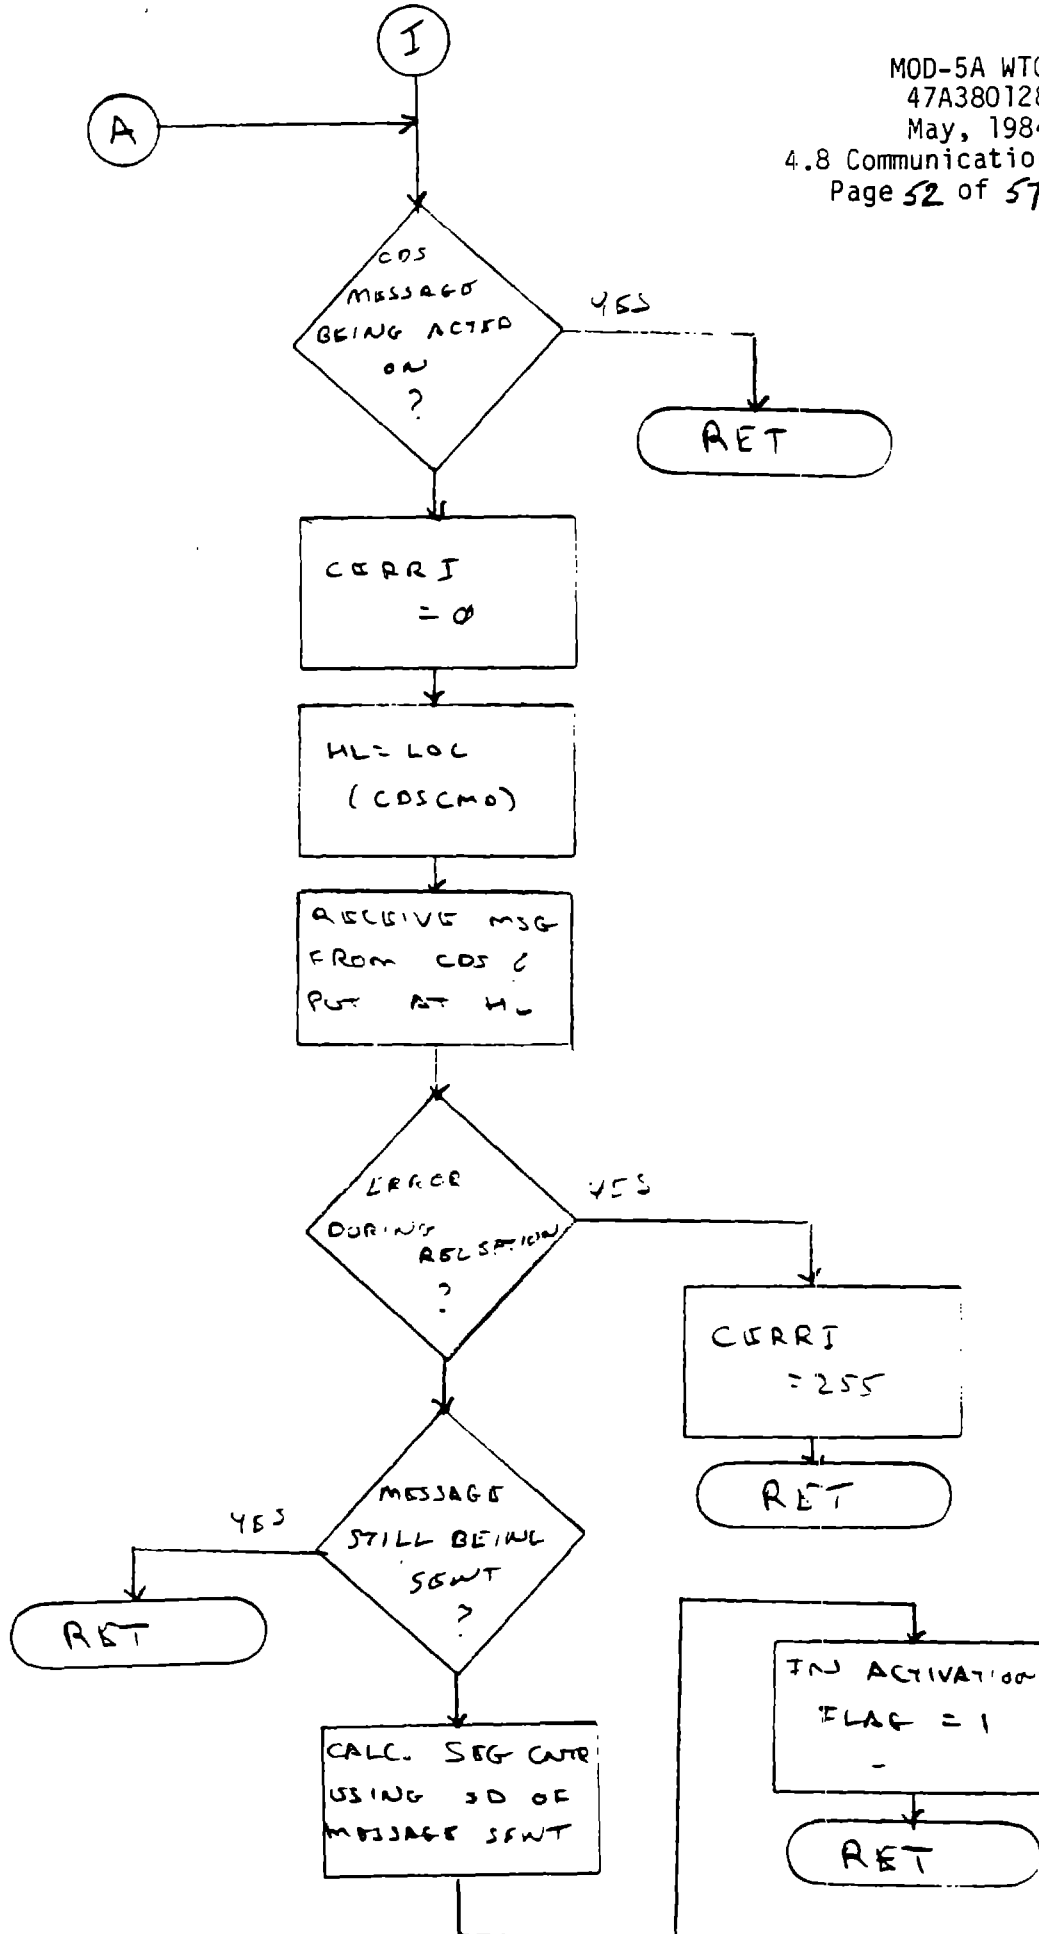 I
MOD-5A WTG
47A380128
May, 1984
4.8 Communicatio
Page 52 of 57
A
CDS
MESSAGE
BEING ACTED
ON
?
YES
RET
CERRI
= 0
HL = LOC
(CDSCMD)
RECEIVE MSG
FROM CDS &
PUT AT HL
ERROR
DURING
RECEPTION
?
YES
CERRI
= 255
RET
MESSAGE
STILL BEING
SENT
?
YES
RET
IN ACTIVATION
FLAG = 1
RET
CALC. SEG CNTR
USING ID OF
MESSAGE SENT